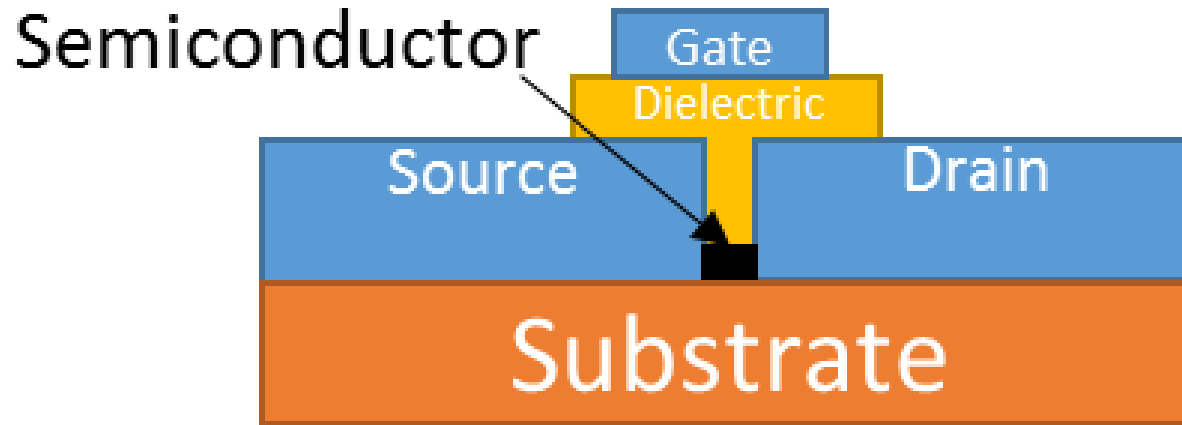 Semiconductor
Gate
Dielectric
Source
Drain
Substrate